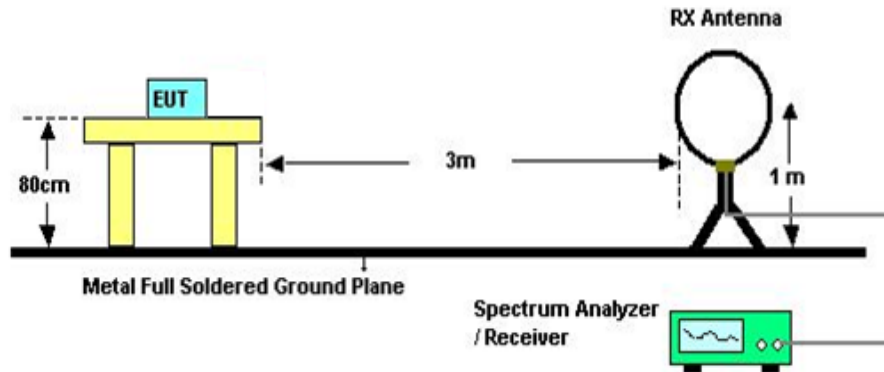 RX Antenna
EUT
80cm
3m
1 m
Metal Full Soldered Ground Plane
Spectrum Analyzer
/ Receiver